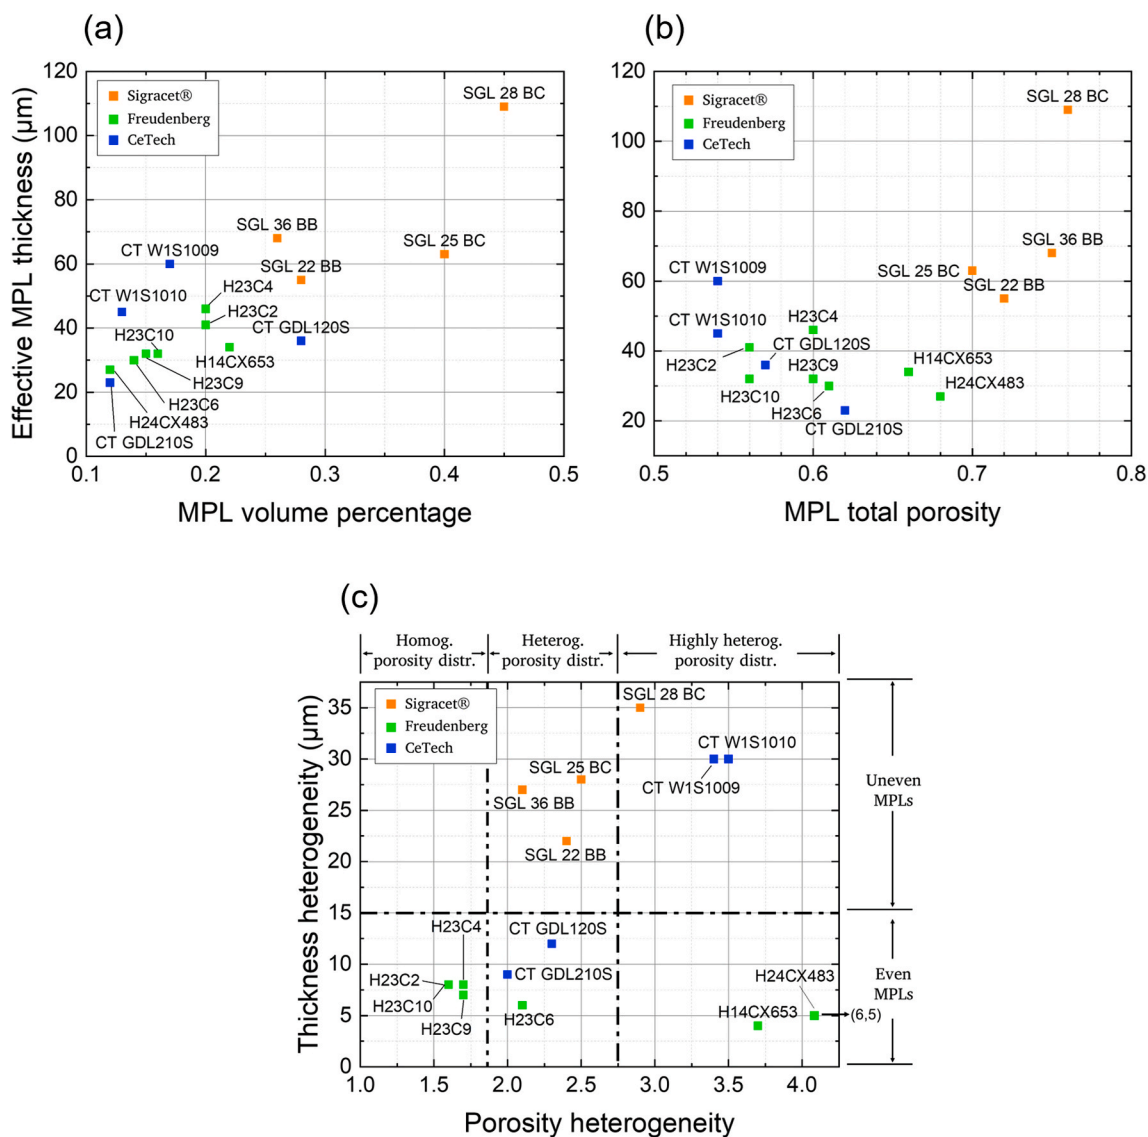 (a)
Effective MPL thickness (μm)
120
100
80
60
40
20
0
Sigracet®
Freudenberg
CeTech
SGL 28 BC
SGL 36 BB
SGL 25 BC
CT W1S1009
SGL 22 BB
H23C4
CT W1S1010
H23C2
CT GDL120S
H23C10
H14CX653
H23C9
H23C6
H24CX483
CT GDL210S
0.1
0.2
0.3
0.4
0.5
MPL volume percentage
(b)
120
100
80
60
40
20
Sigracet®
Freudenberg
CeTech
SGL 28 BC
SGL 36 BB
CT W1S1009
SGL 25 BC
SGL 22 BB
CT W1S1010
H23C4
CT GDL120S
H23C2
H23C9
H14CX653
H23C10
H24CX483
H23C6
CT GDL210S
0.5
0.6
0.7
0.8
MPL total porosity
(c)
Homog.
porosity distr.
Heterog.
porosity distr.
Highly heterog.
porosity distr.
Thickness heterogeneity (μm)
35
30
25
20
15
10
5
0
Sigracet®
Freudenberg
CeTech
SGL 28 BC
CT W1S1010
SGL 25 BC
CT W1S1009
SGL 36 BB
SGL 22 BB
Uneven
MPLs
H23C4
CT GDL120S
H23C2
CT GDL210S
H24CX483
H23C10
H23C9
H23C6
H14CX653
(6,5)
Even
MPLs
1.0
1.5
2.0
2.5
3.0
3.5
4.0
Porosity heterogeneity